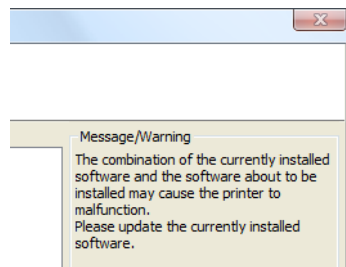 Message/Warning
The combination of the currently installed
software and the software about to be
installed may cause the printer to
malfunction.
Please update the currently installed
software.